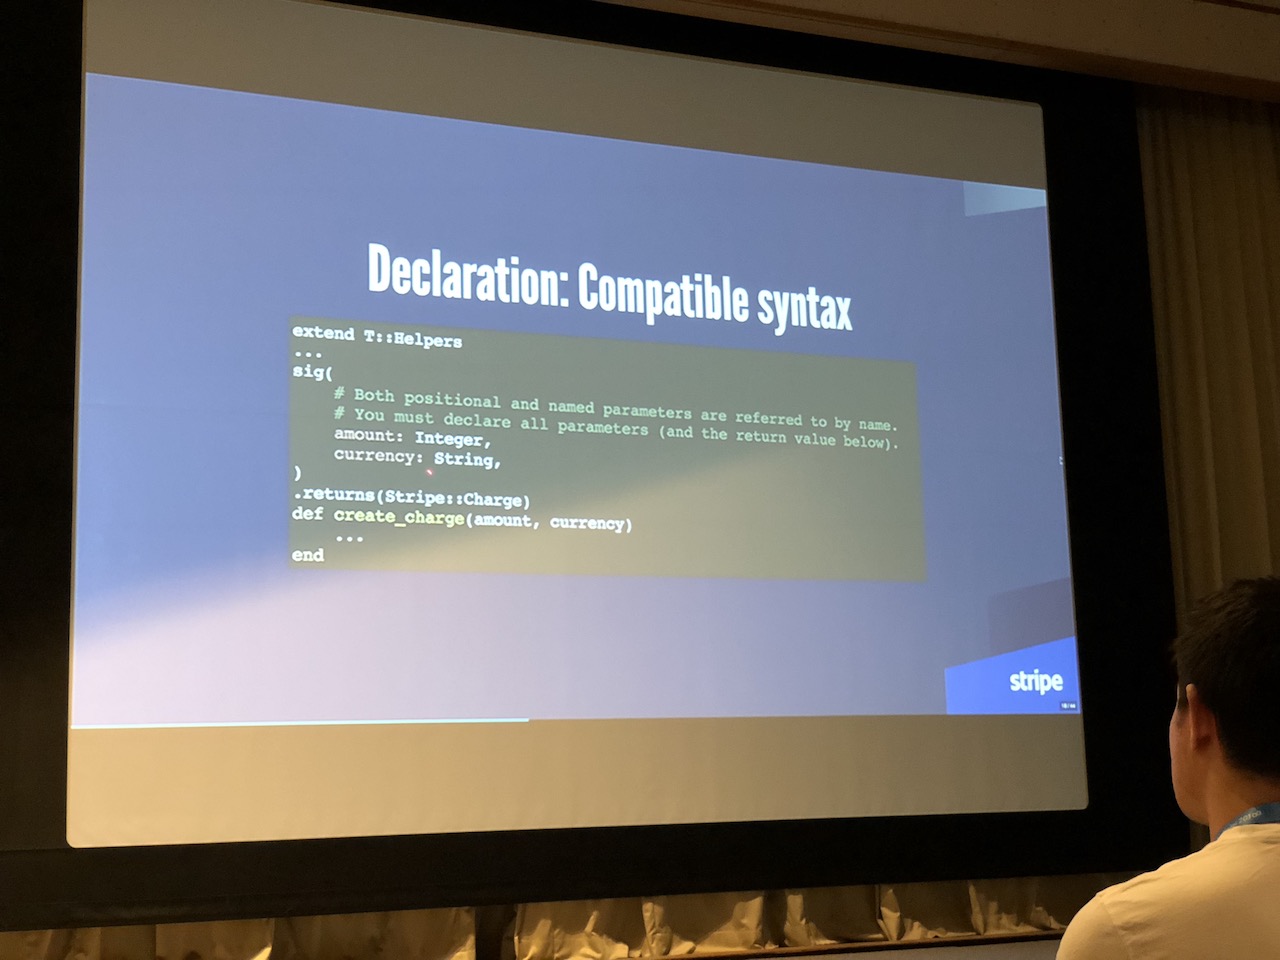 Declaration: Compatible syntax
extend T::Helpers
...
sig(
# Both positional and named parameters are referred to by name.
# You must declare all parameters (and the return value below).
amount: Integer,
currency: String,
)
.returns(Stripe::Charge)
def create_charge(amount, currency)
...
end
stripe